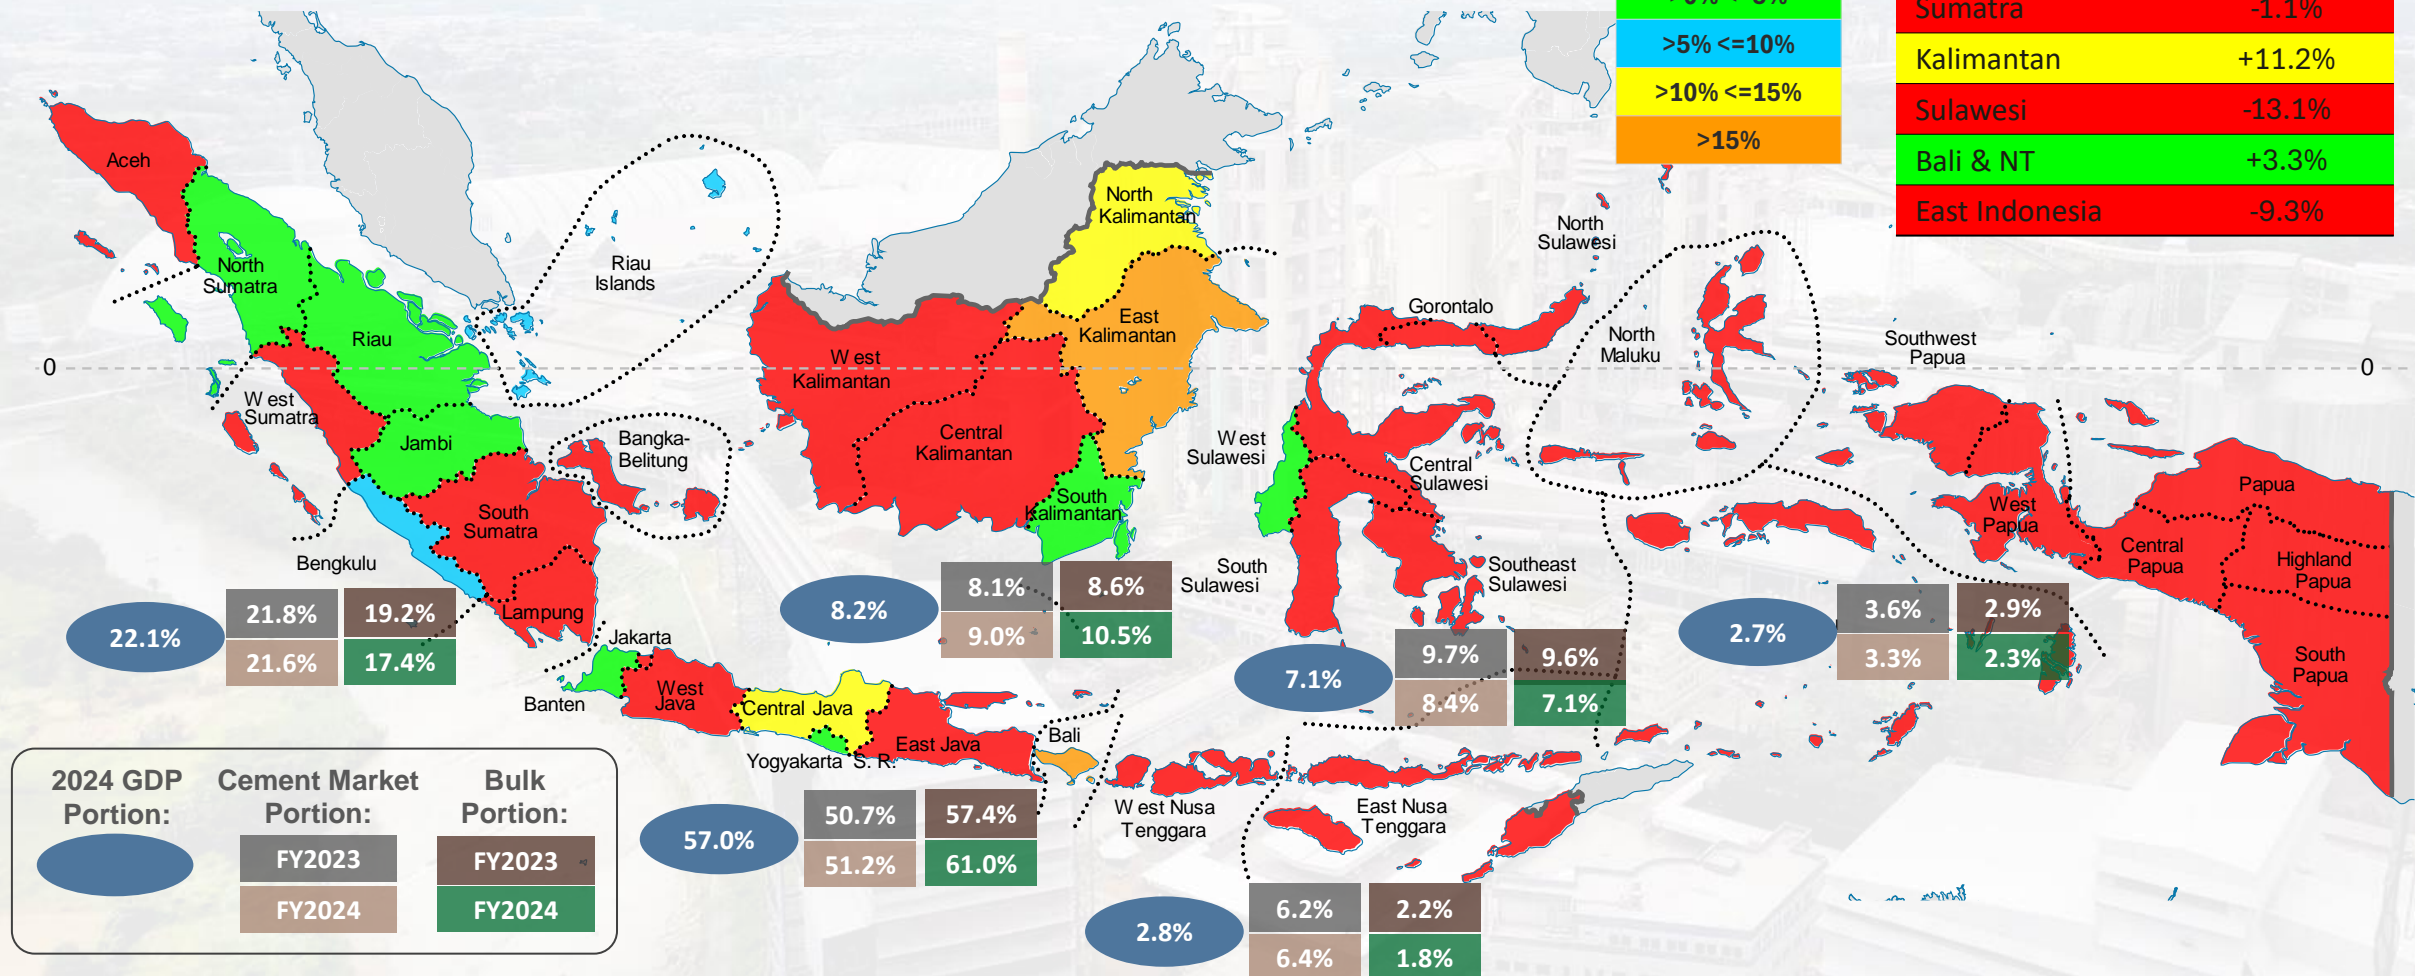 >0% <=5%
>5% <=10%
>10% <=15%
>15%
Sumatra -1.1%
Kalimantan +11.2%
Sulawesi -13.1%
Bali & NT +3.3%
East Indonesia -9.3%
Aceh
North
Sumatra
Riau
Riau
Islands
West
Sumatra
Jambi
Bangka-
Belitung
South
Sumatra
Bengkulu
Lampung
North
Kalimantan
East
Kalimantan
West
Kalimantan
Central
Kalimantan
South
Kalimantan
North
Sulawesi
Gorontalo
West
Sulawesi
Central
Sulawesi
South
Sulawesi
Southeast
Sulawesi
North
Maluku
Southwest
Papua
West
Papua
Papua
Central
Papua
Highland
Papua
South
Papua
0
0
Jakarta
Banten
West
Java
Central Java
Yogyakarta S. R.
East Java
Bali
West Nusa
Tenggara
East Nusa
Tenggara
22.1%
21.8% 19.2%
21.6% 17.4%
8.2%
8.1% 8.6%
9.0% 10.5%
7.1%
9.7% 9.6%
8.4% 7.1%
2.7%
3.6% 2.9%
3.3% 2.3%
57.0%
50.7% 57.4%
51.2% 61.0%
2.8%
6.2% 2.2%
6.4% 1.8%
2024 GDP
Portion:
Cement Market
Portion:
FY2023
FY2024
Bulk
Portion:
FY2023
FY2024